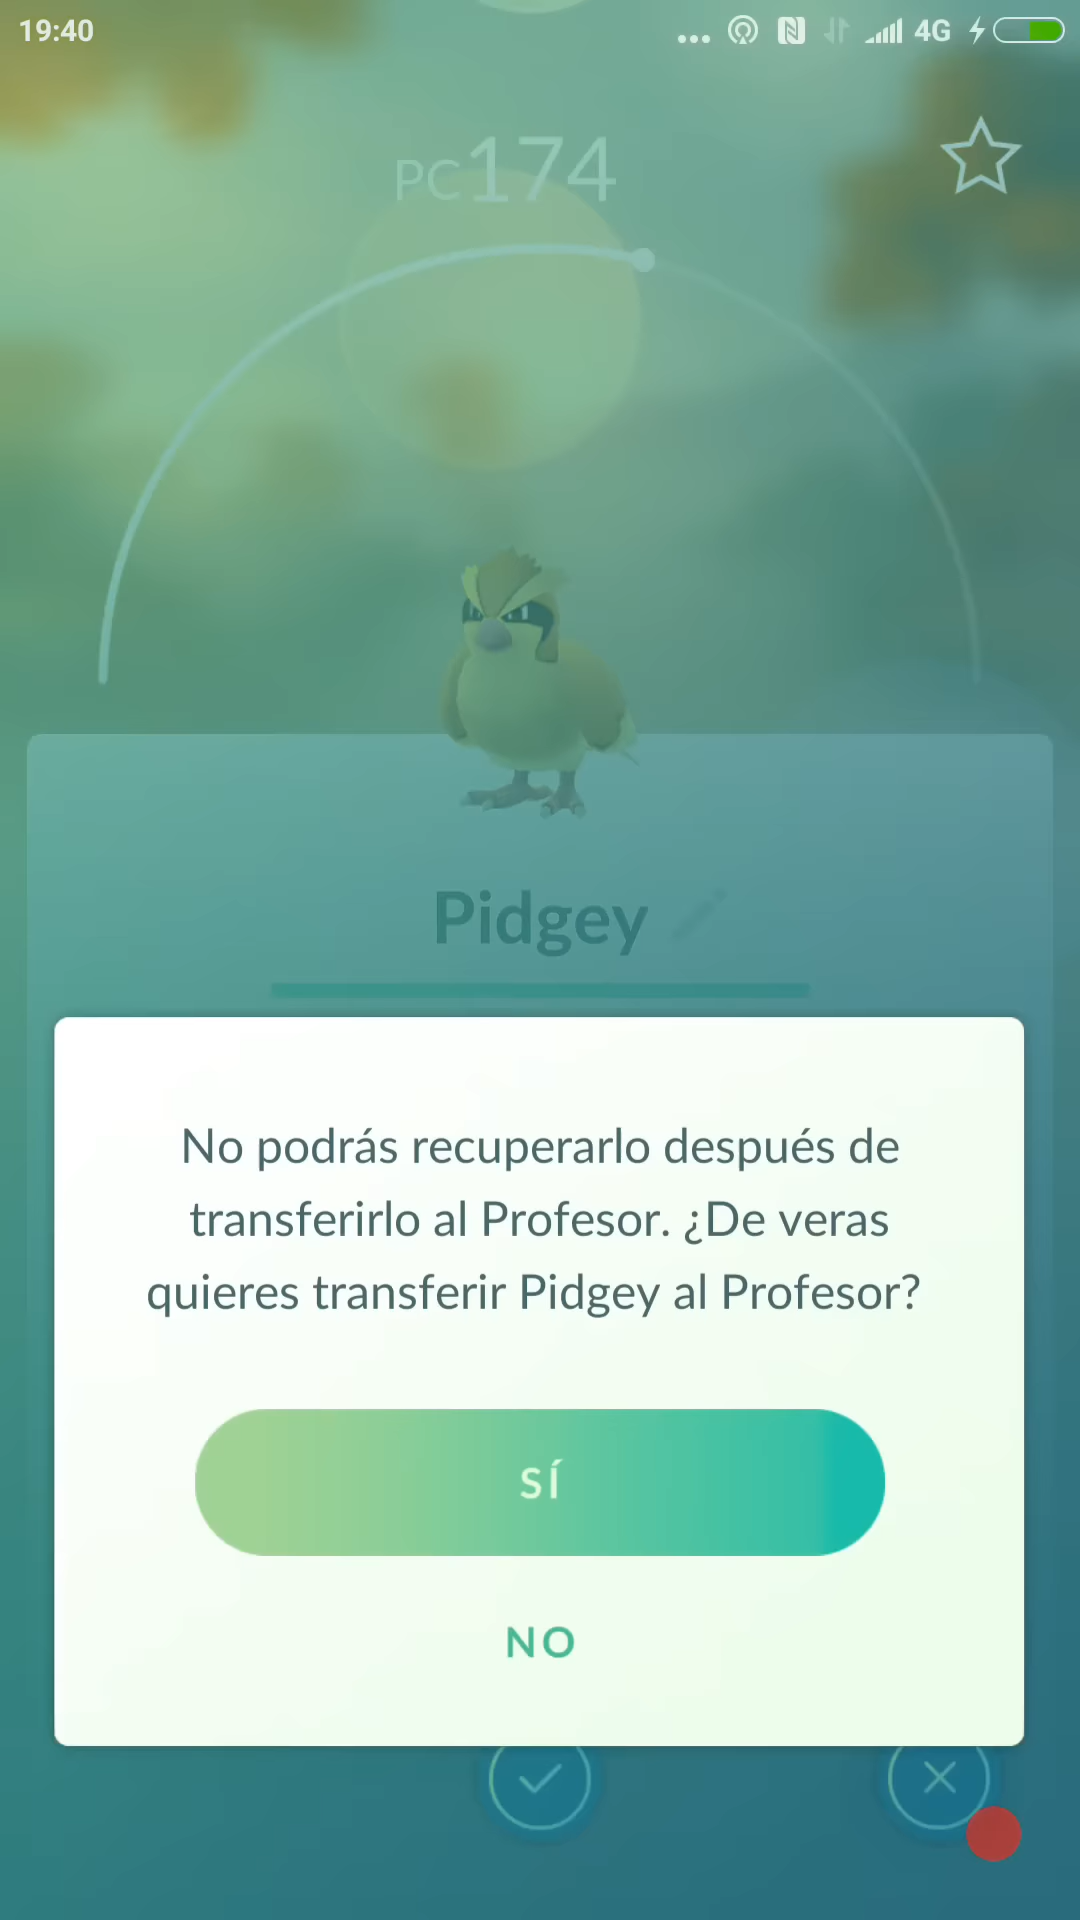 19:40
4G
PC174
Pidgey
No podrás recuperarlo después de
transferirlo al Profesor. ¿De veras
quieres transferir Pidgey al Profesor?
SÍ
NO